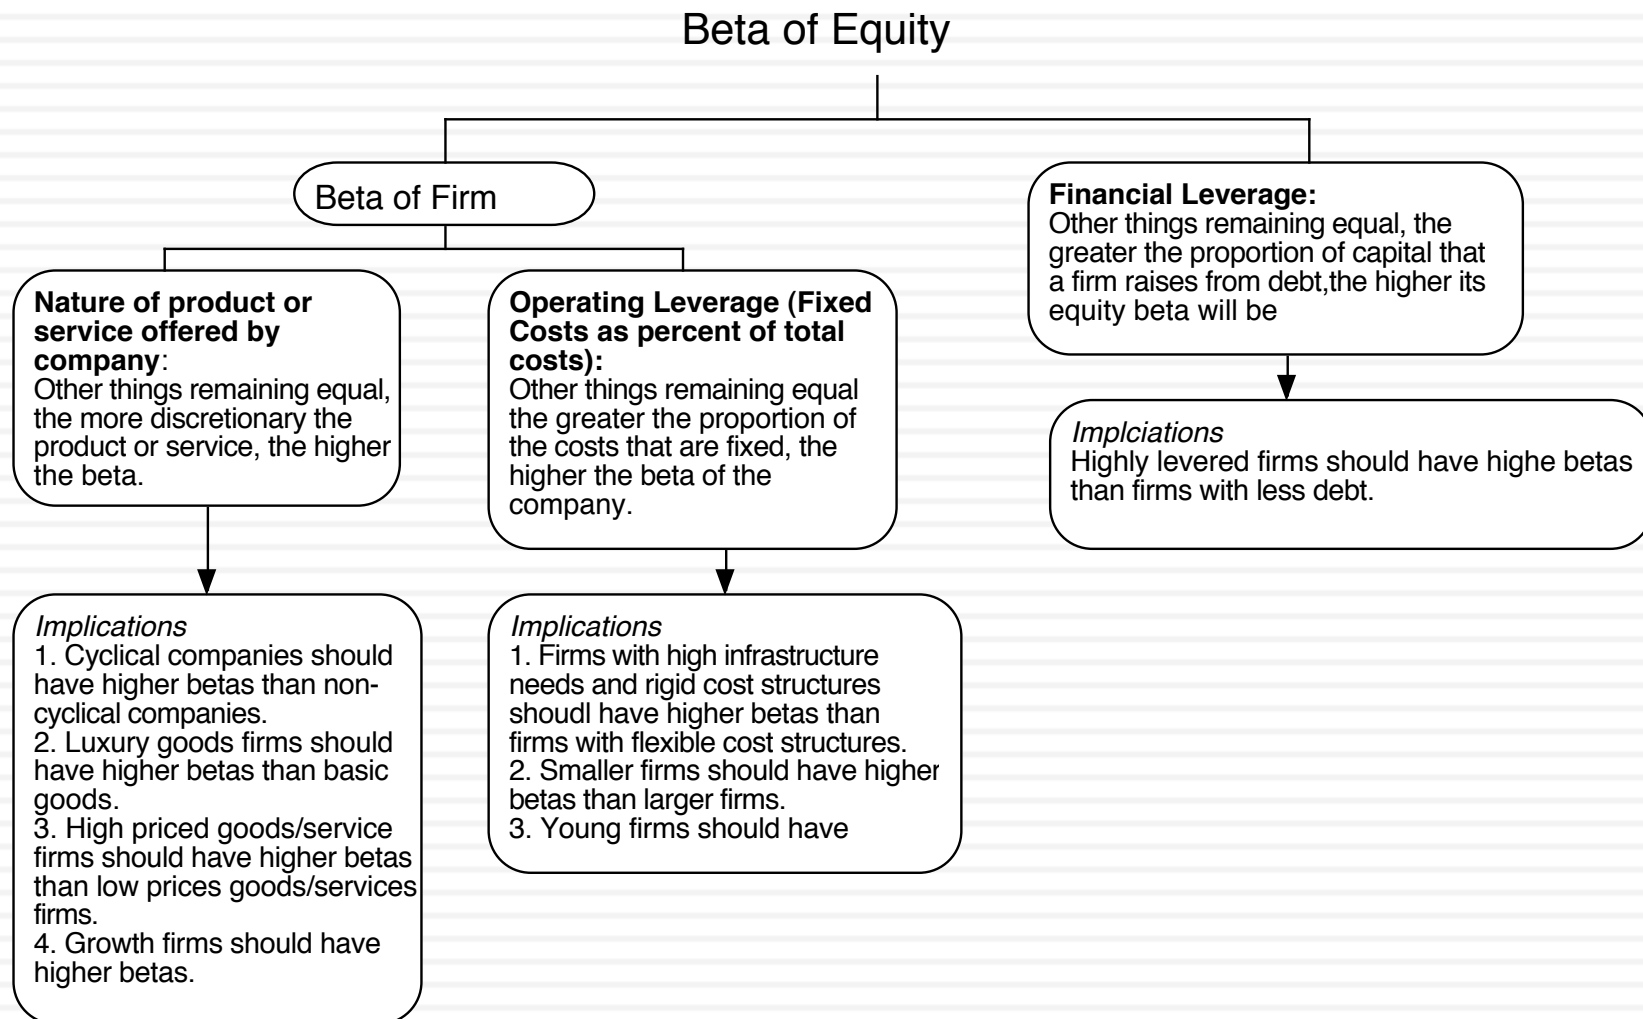 Beta of Equity
Beta of Firm
Nature of product or
service offered by
company:
Other things remaining equal,
the more discretionary the
product or service, the higher
the beta.
Operating Leverage (Fixed
Costs as percent of total
costs):
Other things remaining equal
the greater the proportion of
the costs that are fixed, the
higher the beta of the
company.
Financial Leverage:
Other things remaining equal, the
greater the proportion of capital that
a firm raises from debt,the higher its
equity beta will be
Implications
1. Cyclical companies should
have higher betas than non-
cyclical companies.
2. Luxury goods firms should
have higher betas than basic
goods.
3. High priced goods/service
firms should have higher betas
than low prices goods/services
firms.
4. Growth firms should have
higher betas.
Implications
1. Firms with high infrastructure
needs and rigid cost structures
shoudl have higher betas than
firms with flexible cost structures.
2. Smaller firms should have higher
betas than larger firms.
3. Young firms should have
Implciations
Highly levered firms should have highe betas
than firms with less debt.